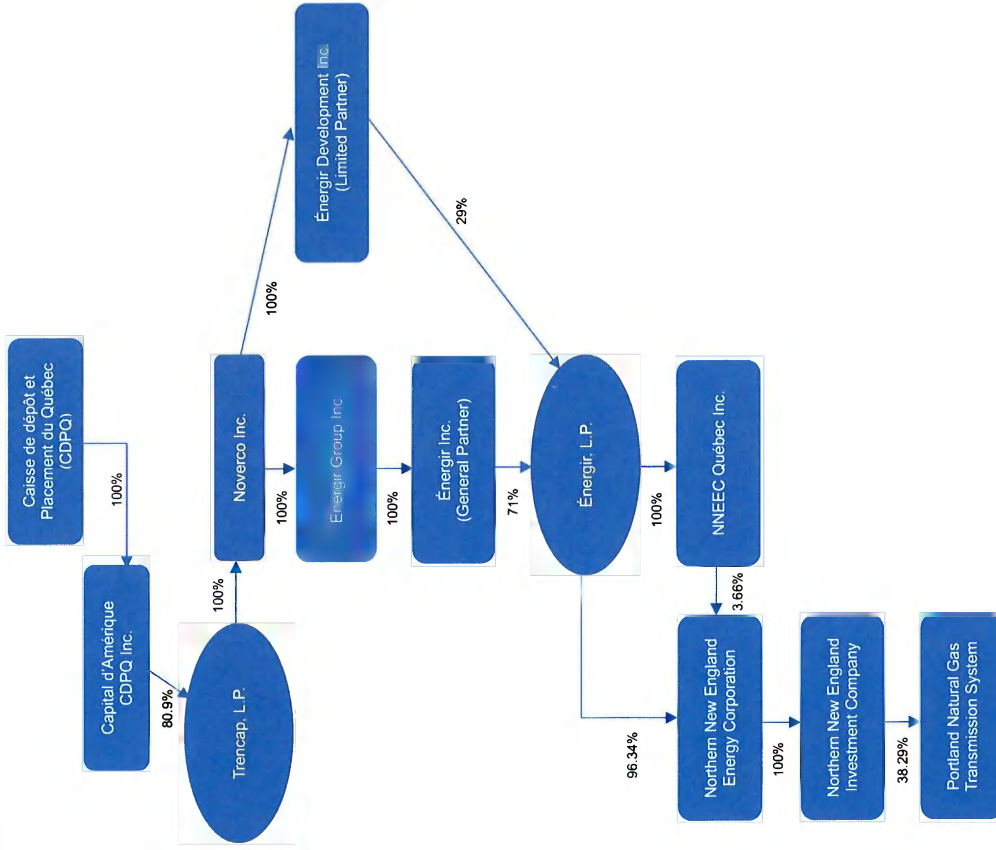 Caisse de dépôt et
Placement du Québec
(CDPQ)
100%
Capital d'Amérique
CDPQ Inc.
80.9%
Trencap, L.P.
100%
Noverco Inc.
100%
100%
Énergir Development Inc.
(Limited Partner)
Energir Group Inc
100%
Énergir Inc.
(General Partner)
71%
29%
Énergir, L.P.
100%
96.34%
NNEEC Québec Inc.
3.66%
Northern New England
Energy Corporation
100%
Northern New England
Investment Company
38.29%
Portland Natural Gas
Transmission System